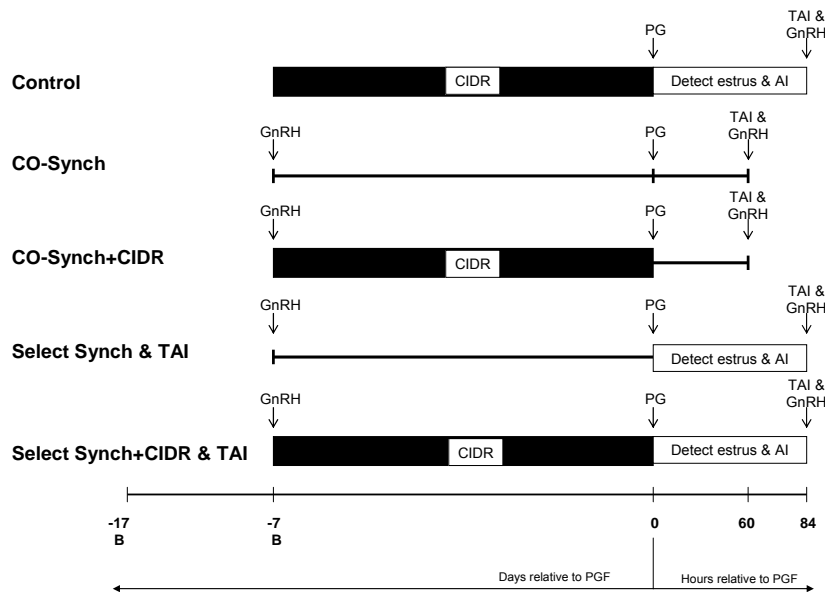 PG
TAI &
GnRH
Control
CIDR
Detect estrus & AI
GnRH
PG
TAI &
GnRH
CO-Synch
GnRH
PG
TAI &
GnRH
CO-Synch+CIDR
CIDR
GnRH
PG
TAI &
GnRH
Select Synch & TAI
Detect estrus & AI
GnRH
PG
TAI &
GnRH
Select Synch+CIDR & TAI
CIDR
Detect estrus & AI
-17 -7 0 60 84
B B
Days relative to PGF Hours relative to PGF